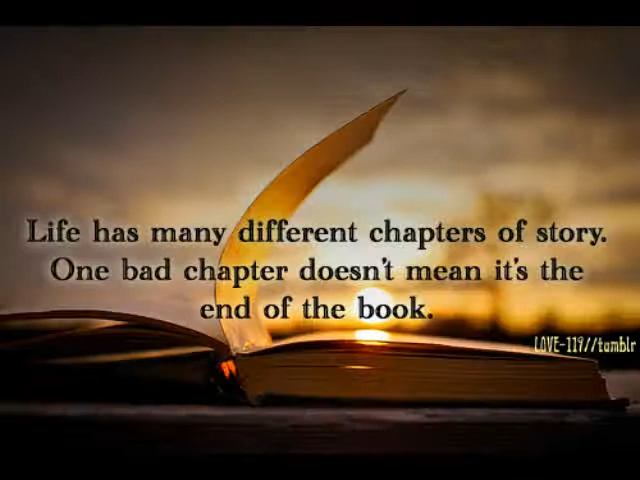 Life has many different chapters of story.
One bad chapter doesn't mean it's the
end of the book.
LOVE-119//tumblr